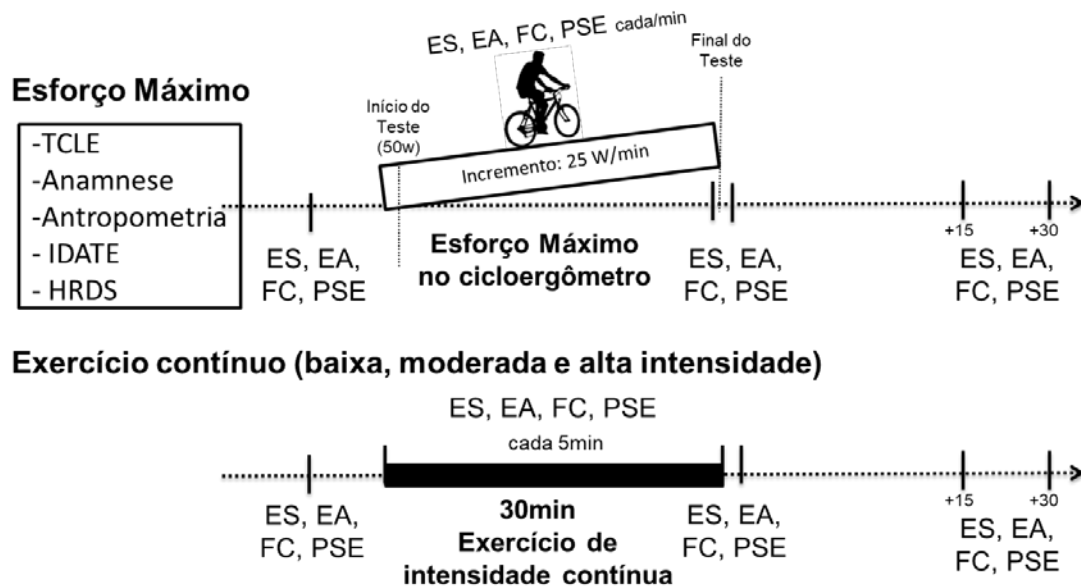 ES, EA, FC, PSE cada/min
Final do
Teste
Esforço Máximo
Início do
Teste
(50w)
-TCLE
-Anamnese
-Antropometria
- IDATE
- HRDS
Incremento: 25 W/min
Esforço Máximo
no cicloergômetro
+15
+30
ES, EA,
FC, PSE
ES, EA,
FC, PSE
ES, EA,
FC, PSE
Exercício contínuo (baixa, moderada e alta intensidade)
ES, EA, FC, PSE
cada 5min
30min
Exercício de
intensidade contínua
+15
+30
ES, EA,
FC, PSE
ES, EA,
FC, PSE
ES, EA,
FC, PSE